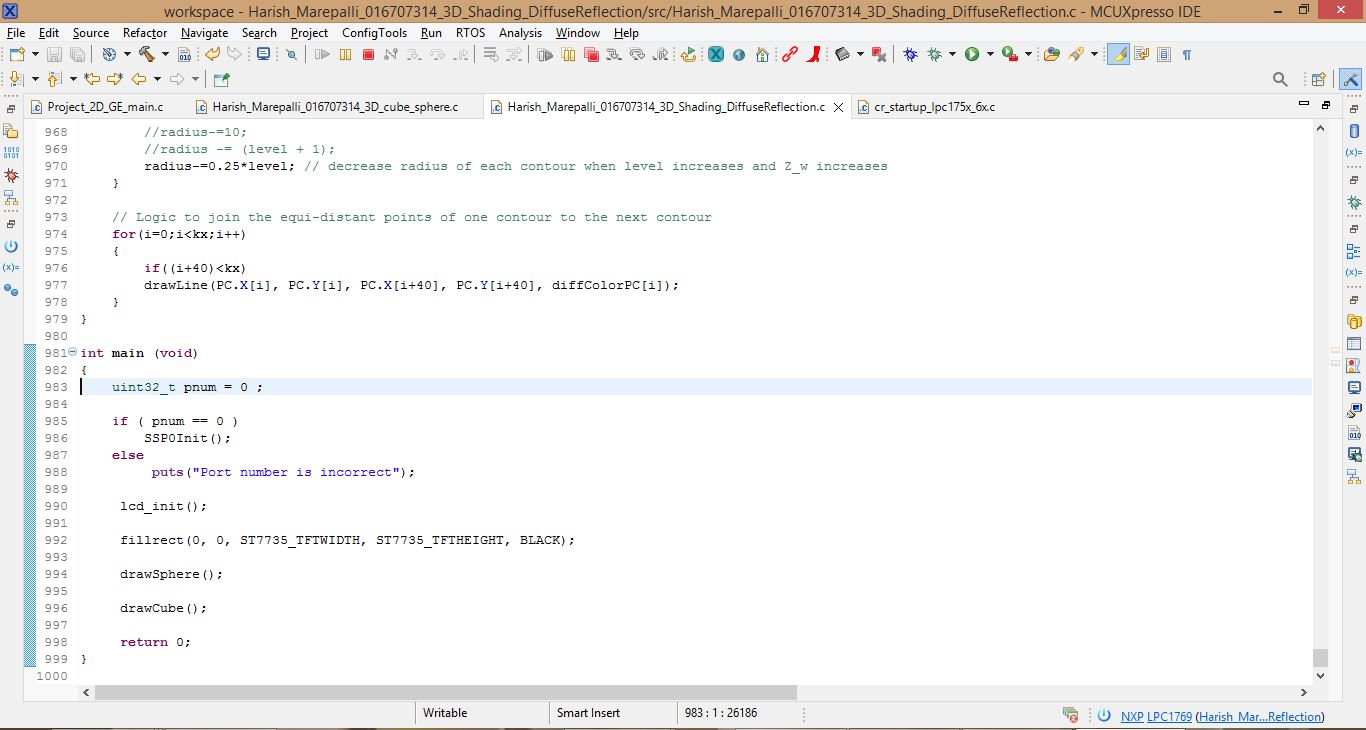 workspace - Harish_Marepalli_016707314_3D_Shading_DiffuseReflection/src/Harish_Marepalli_016707314_3D_Shading_DiffuseReflection.c - MCUXpresso IDE
File Edit Source Refactor Navigate Search Project ConfigTools Run RTOS Analysis Window Help
Project_2D_GE_main.c Harish_Marepalli_016707314_3D_cube_sphere.c Harish_Marepalli_016707314_3D_Shading_DiffuseReflection.c cr_startup_lpc175x_6x.c
968 //radius-=10;
969 //radius -= (level + 1);
970 radius-=0.25*level; // decrease radius of each contour when level increases and Z_w increases
971 }
972
973 // Logic to join the equi-distant points of one contour to the next contour
974 for(i=0;i<kx;i++)
975 {
976 if((i+40)<kx)
977 drawLine(PC.X[i], PC.Y[i], PC.X[i+40], PC.Y[i+40], diffColorPC[i]);
978 }
979 }
980
981 int main (void)
982 {
983 uint32_t pnum = 0 ;
984
985 if ( pnum == 0 )
986 SSP0Init();
987 else
988 puts("Port number is incorrect");
989
990 lcd_init();
991
992 fillrect(0, 0, ST7735_TFTWIDTH, ST7735_TFTHEIGHT, BLACK);
993
994 drawSphere();
995
996 drawCube();
997
998 return 0;
999 }
1000
Writable Smart Insert 983 : 1 : 26186 NXP LPC1769 (Harish_Mar...Reflection)